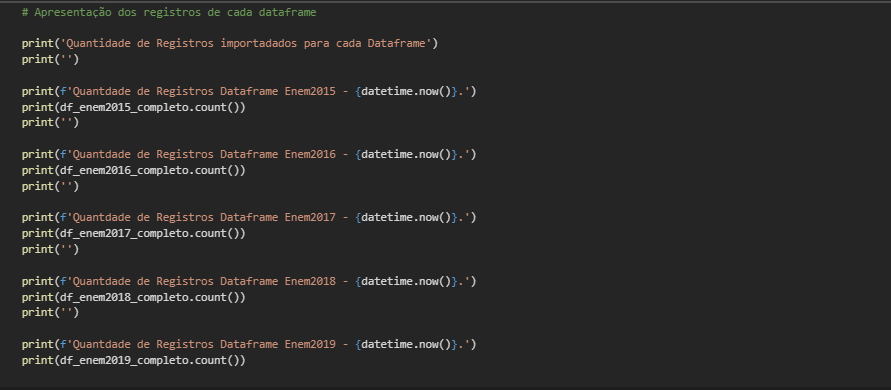 # Apresentação dos registros de cada dataframe
print('Quantidade de Registros importadados para cada Dataframe')
print('')
print(f'Quantdade de Registros Dataframe Enem2015 - {datetime.now()}.')
print(df_enem2015_completo.count())
print('')
print(f'Quantdade de Registros Dataframe Enem2016 - {datetime.now()}.')
print(df_enem2016_completo.count())
print('')
print(f'Quantdade de Registros Dataframe Enem2017 - {datetime.now()}.')
print(df_enem2017_completo.count())
print('')
print(f'Quantdade de Registros Dataframe Enem2018 - {datetime.now()}.')
print(df_enem2018_completo.count())
print('')
print(f'Quantdade de Registros Dataframe Enem2019 - {datetime.now()}.')
print(df_enem2019_completo.count())